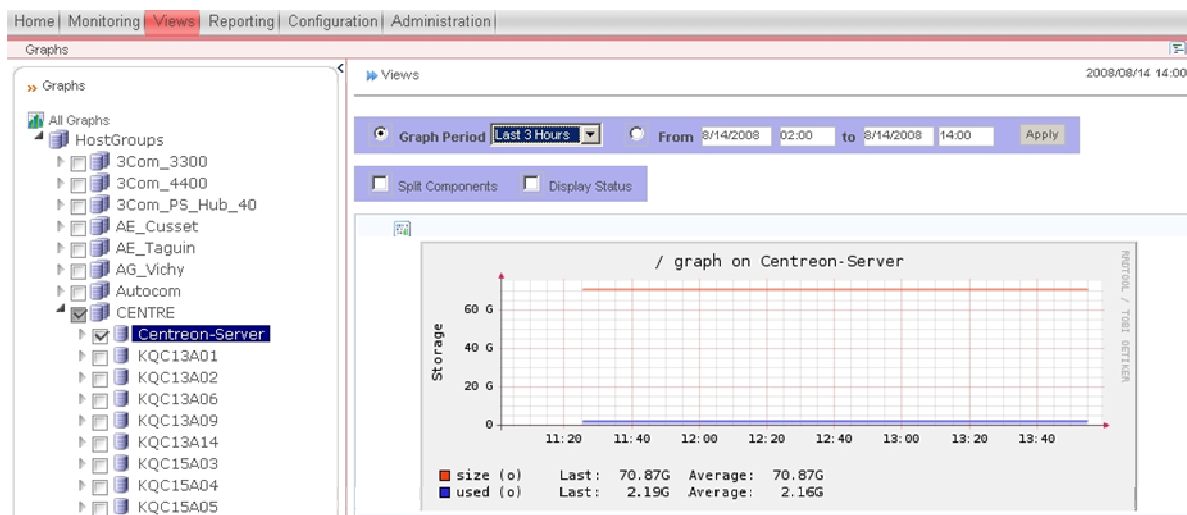 Home Monitoring Views Reporting Configuration Administration
Graphs
Graphs
All Graphs
HostGroups
3Com_3300
3Com_4400
3Com_PS_Hub_40
AE_Cusset
AE_Taguin
AG_Vichy
Autocom
CENTRE
Centreon-Server
KQC13A01
KQC13A02
KQC13A06
KQC13A09
KQC13A14
KQC15A03
KQC15A04
KQC15A05
Views 2008/08/14 14:00
Graph Period Last 3 Hours From 8/14/2008 02:00 to 8/14/2008 14:00 Apply
Split Components Display Status
/ graph on Centreon-Server
RRDTOOL / TOBI OETIKER
Storage
60 G
40 G
20 G
0
11:20 11:40 12:00 12:20 12:40 13:00 13:20 13:40
size (o) Last: 70.87G Average: 70.87G
used (o) Last: 2.19G Average: 2.16G